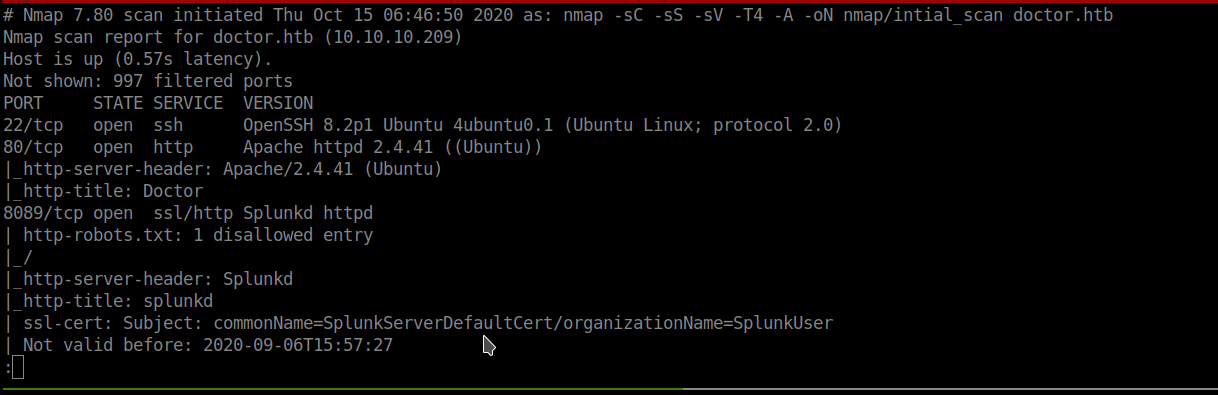 # Nmap 7.80 scan initiated Thu Oct 15 06:46:50 2020 as: nmap -sC -sS -sV -T4 -A -oN nmap/intial_scan doctor.htb
Nmap scan report for doctor.htb (10.10.10.209)
Host is up (0.57s latency).
Not shown: 997 filtered ports
PORT     STATE SERVICE  VERSION
22/tcp   open  ssh      OpenSSH 8.2p1 Ubuntu 4ubuntu0.1 (Ubuntu Linux; protocol 2.0)
80/tcp   open  http     Apache httpd 2.4.41 ((Ubuntu))
|_http-server-header: Apache/2.4.41 (Ubuntu)
|_http-title: Doctor
8089/tcp open  ssl/http Splunkd httpd
| http-robots.txt: 1 disallowed entry
|_/
|_http-server-header: Splunkd
|_http-title: splunkd
| ssl-cert: Subject: commonName=SplunkServerDefaultCert/organizationName=SplunkUser
| Not valid before: 2020-09-06T15:57:27
: